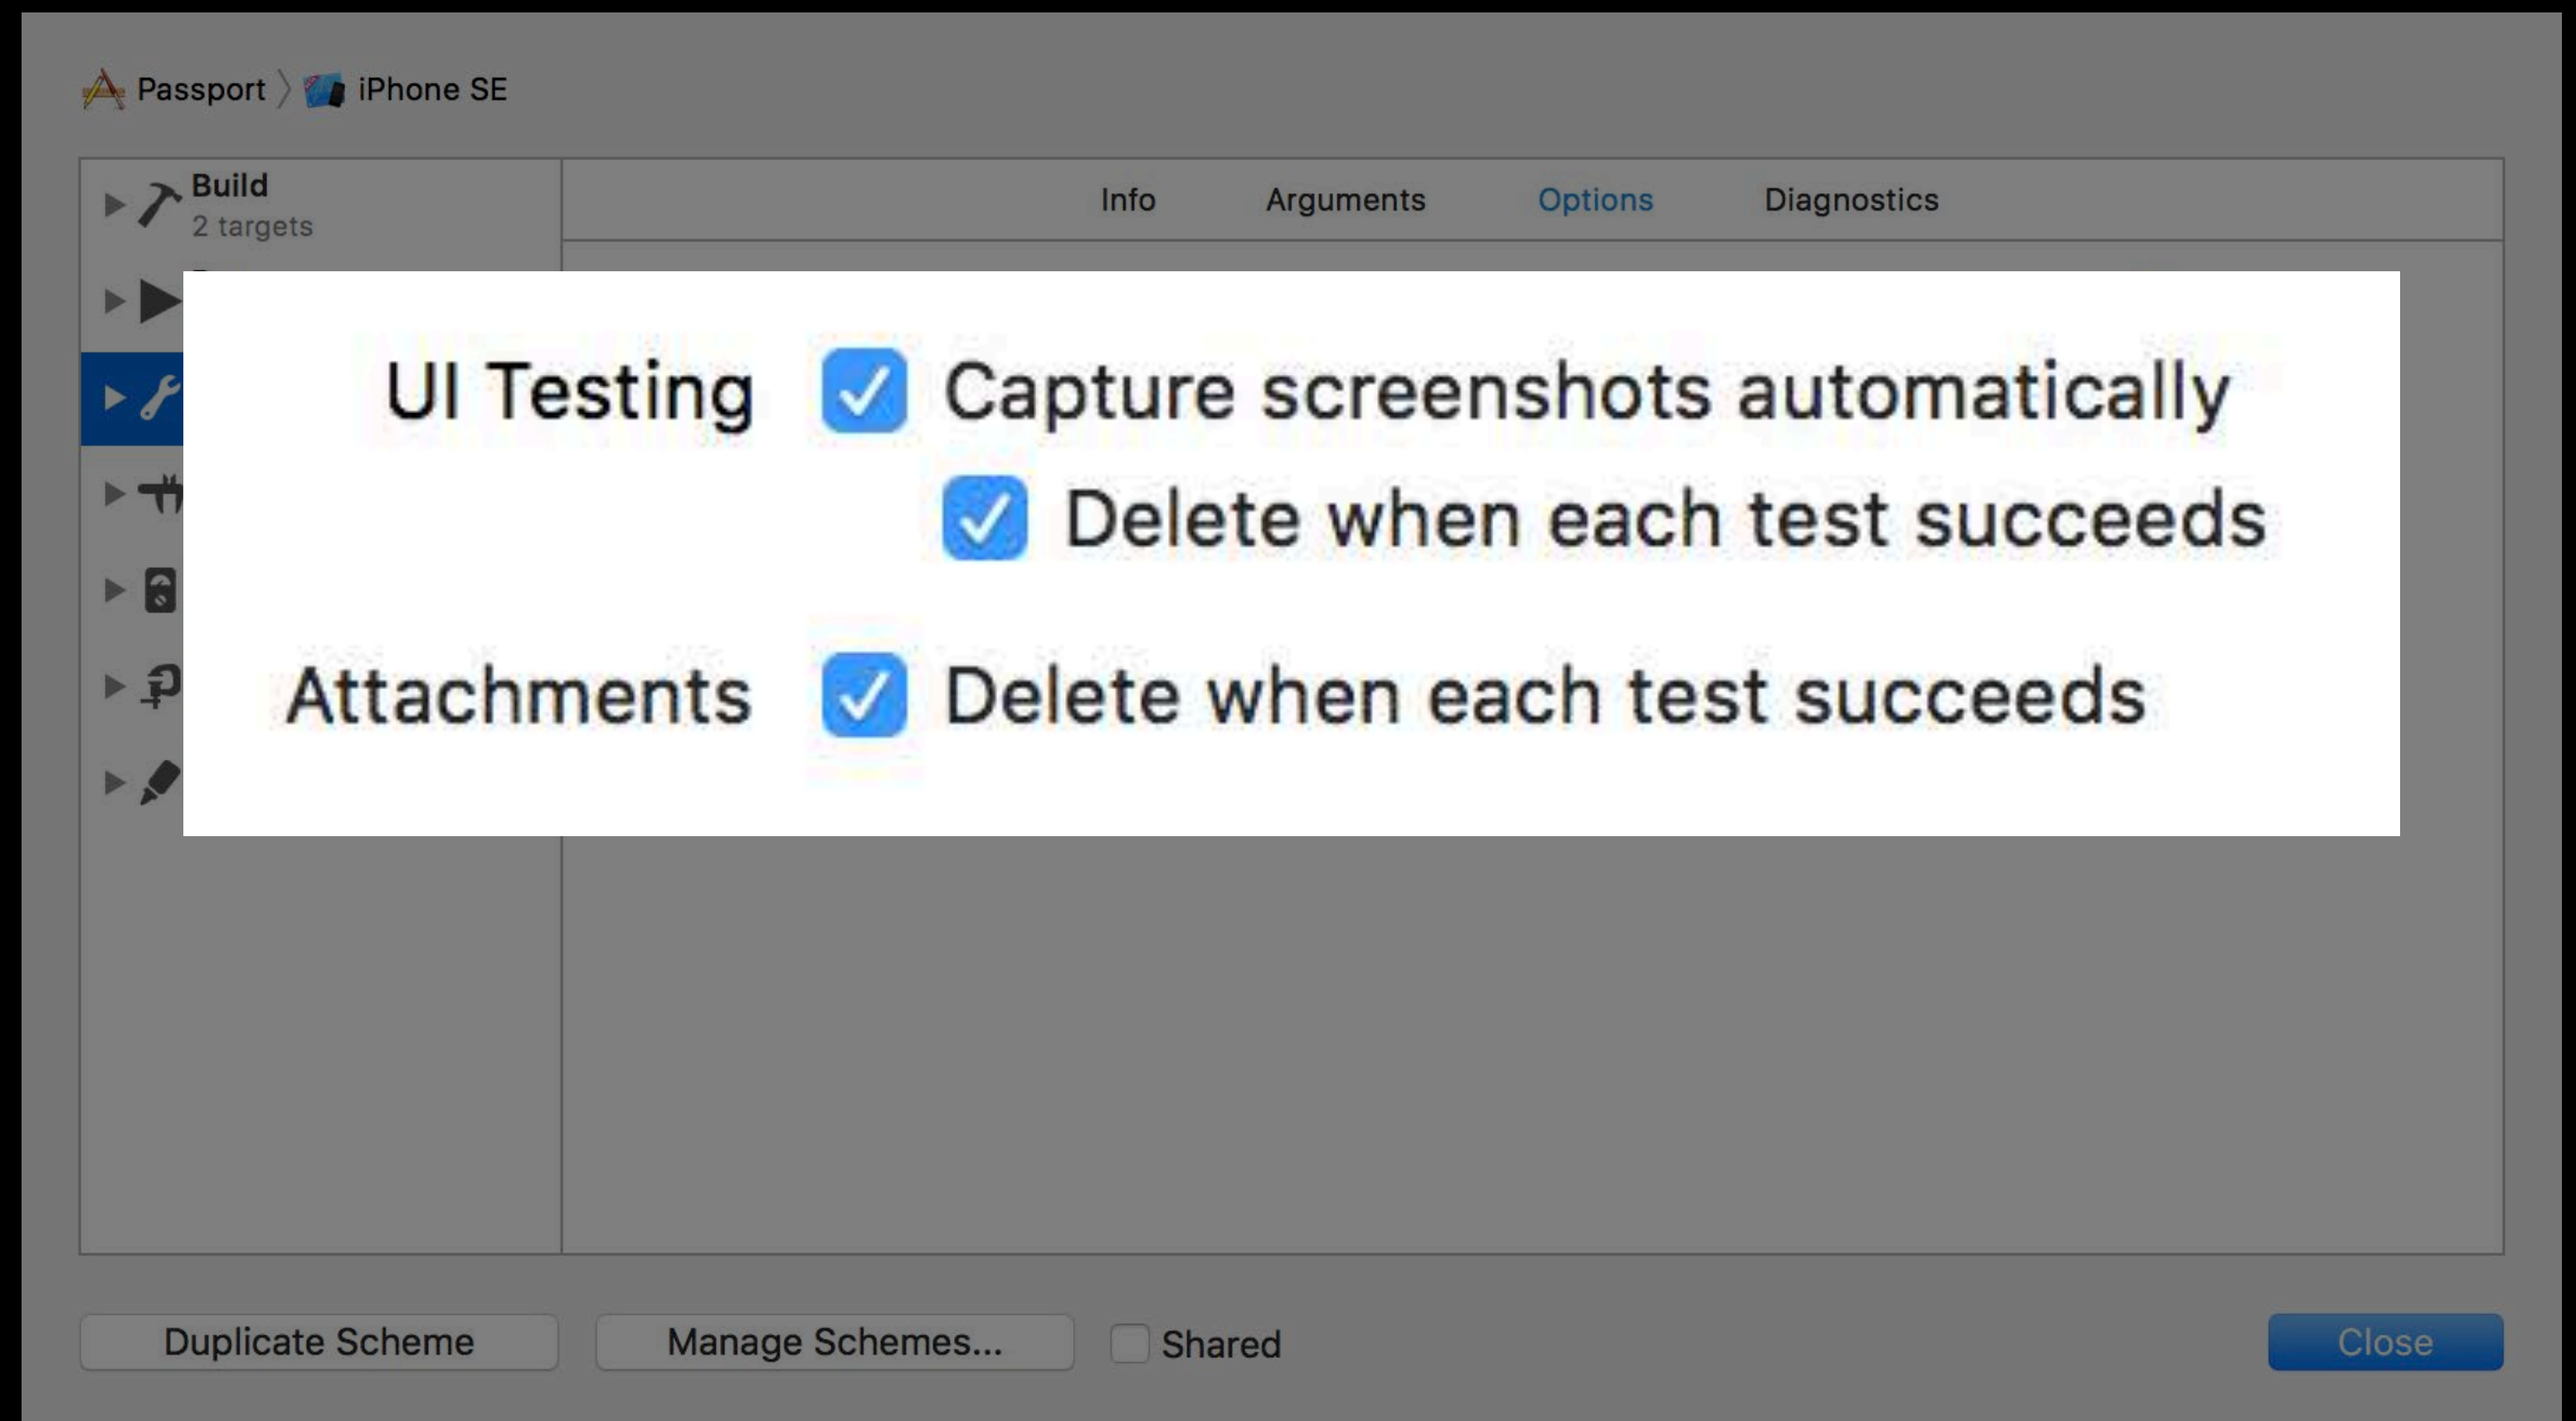 Passport
iPhone SE
Build
2 targets
Info Arguments Options Diagnostics
UI Testing Capture screenshots automatically
Delete when each test succeeds
Attachments Delete when each test succeeds
Duplicate Scheme Manage Schemes... Shared Close